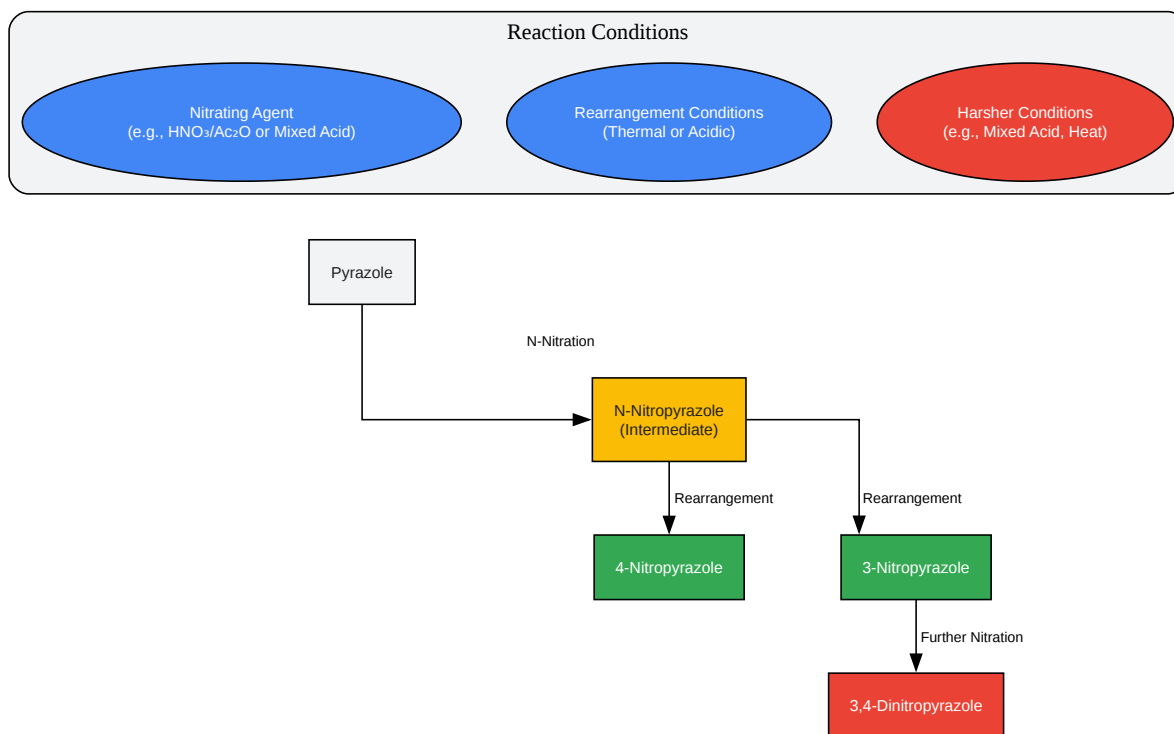 Reaction Conditions
Nitrating Agent
(e.g., HNO₃/Ac₂O or Mixed Acid)
Rearrangement Conditions
(Thermal or Acidic)
Harsher Conditions
(e.g., Mixed Acid, Heat)
Pyrazole
N-Nitration
N-Nitropyrazole
(Intermediate)
Rearrangement
Rearrangement
4-Nitropyrazole
3-Nitropyrazole
Further Nitration
3,4-Dinitropyrazole